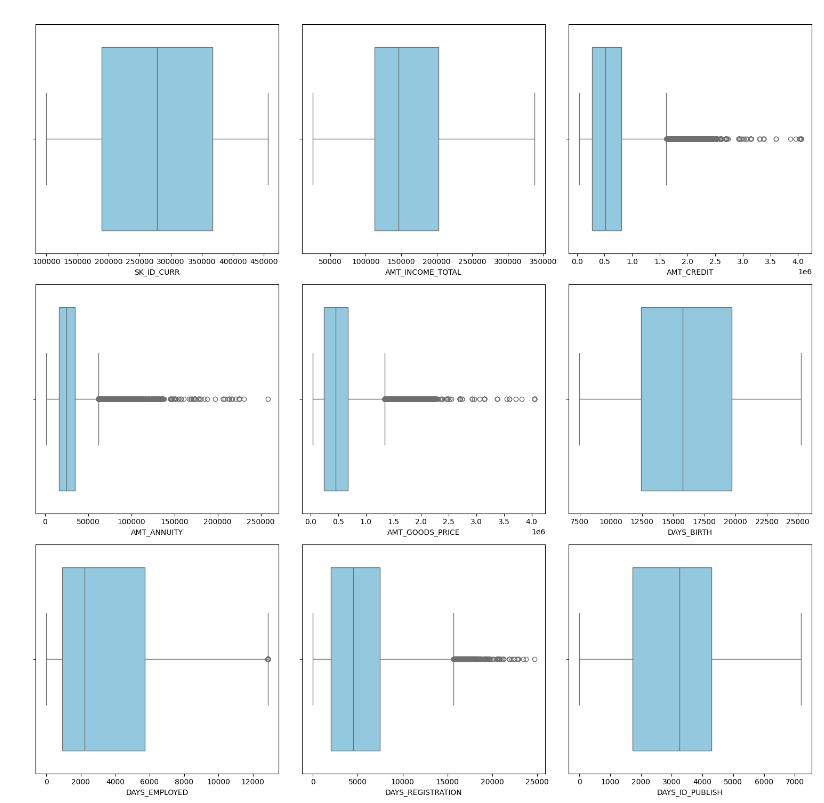 100000 150000 200000 250000 300000 350000 400000 450000
SK_ID_CURR
50000 100000 150000 200000 250000 300000 350000
AMT_INCOME_TOTAL
0.0 0.5 1.0 1.5 2.0 2.5 3.0 3.5 4.0
1e6
AMT_CREDIT
0 50000 100000 150000 200000 250000
AMT_ANNUITY
0.0 0.5 1.0 1.5 2.0 2.5 3.0 3.5 4.0
1e6
AMT_GOODS_PRICE
7500 10000 12500 15000 17500 20000 22500 25000
DAYS_BIRTH
0 2000 4000 6000 8000 10000 12000
DAYS_EMPLOYED
0 5000 10000 15000 20000 25000
DAYS_REGISTRATION
0 1000 2000 3000 4000 5000 6000 7000
DAYS_ID_PUBLISH